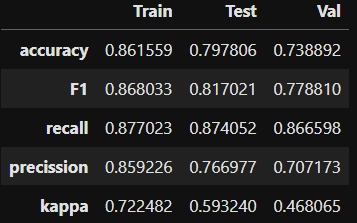 Train Test Val
accuracy 0.861559 0.797806 0.738892
F1 0.868033 0.817021 0.778810
recall 0.877023 0.874052 0.866598
precission 0.859226 0.766977 0.707173
kappa 0.722482 0.593240 0.468065